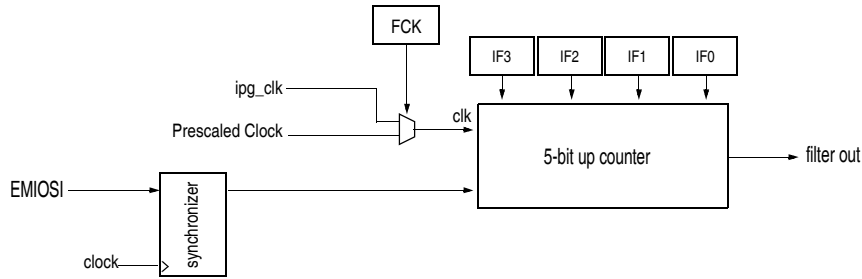 FCK
IF3
IF2
IF1
IF0
ipg_clk
clk
Prescaled Clock
5-bit up counter
filter out
EMIOSI
synchronizer
clock